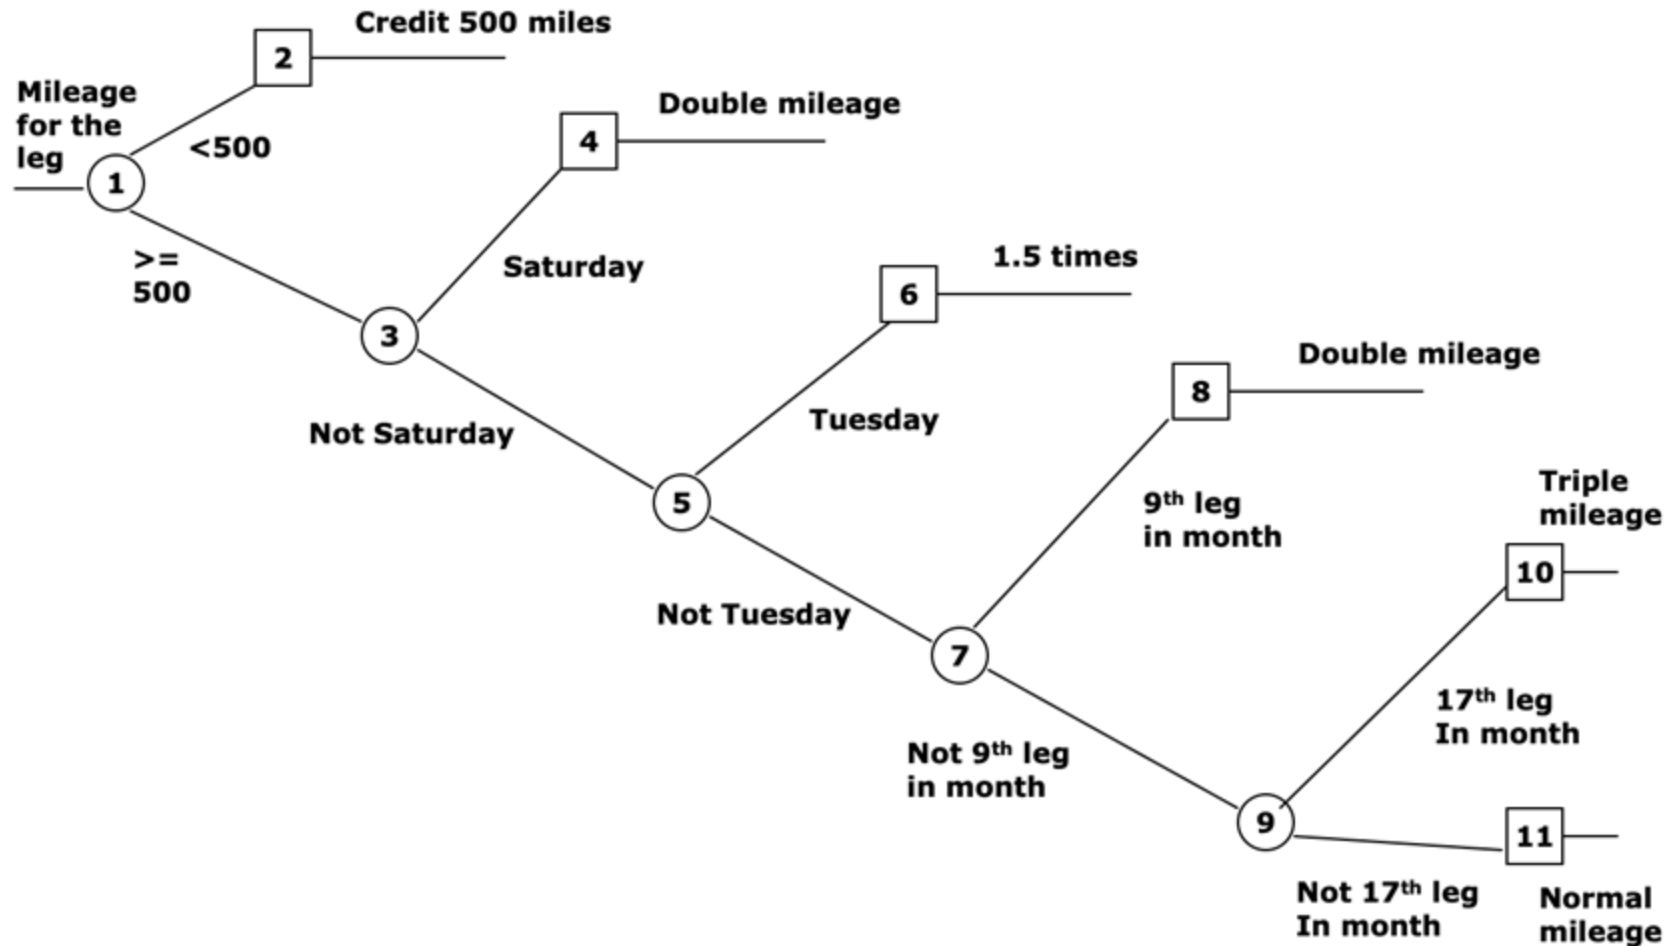 Credit 500 miles
2
Mileage
for the
leg
<500
1
>=
500
Double mileage
4
Saturday
3
Not Saturday
1.5 times
6
Tuesday
5
Not Tuesday
Double mileage
8
9th leg
in month
7
Not 9th leg
in month
Triple
mileage
10
17th leg
In month
9
11
Not 17th leg
In month
Normal
mileage